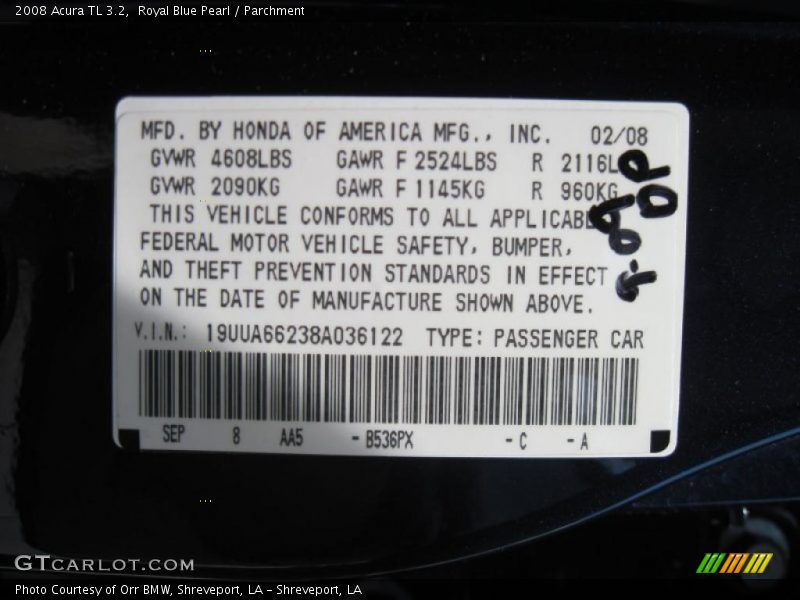 2008 Acura TL 3.2,  Royal Blue Pearl / Parchment
MFD. BY HONDA OF AMERICA MFG., INC. 02/08
GVWR 4608LBS GAWR F 2524LBS R 2116L
GVWR 2090KG GAWR F 1145KG R 960KG
THIS VEHICLE CONFORMS TO ALL APPLICABL
FEDERAL MOTOR VEHICLE SAFETY, BUMPER,
AND THEFT PREVENTION STANDARDS IN EFFECT
ON THE DATE OF MANUFACTURE SHOWN ABOVE.
V.I.N.: 19UUA66238A036122 TYPE: PASSENGER CAR
SEP 8 AA5 - B536PX - C - A
GTCARLOT.COM
Photo Courtesy of Orr BMW, Shreveport, LA – Shreveport, LA